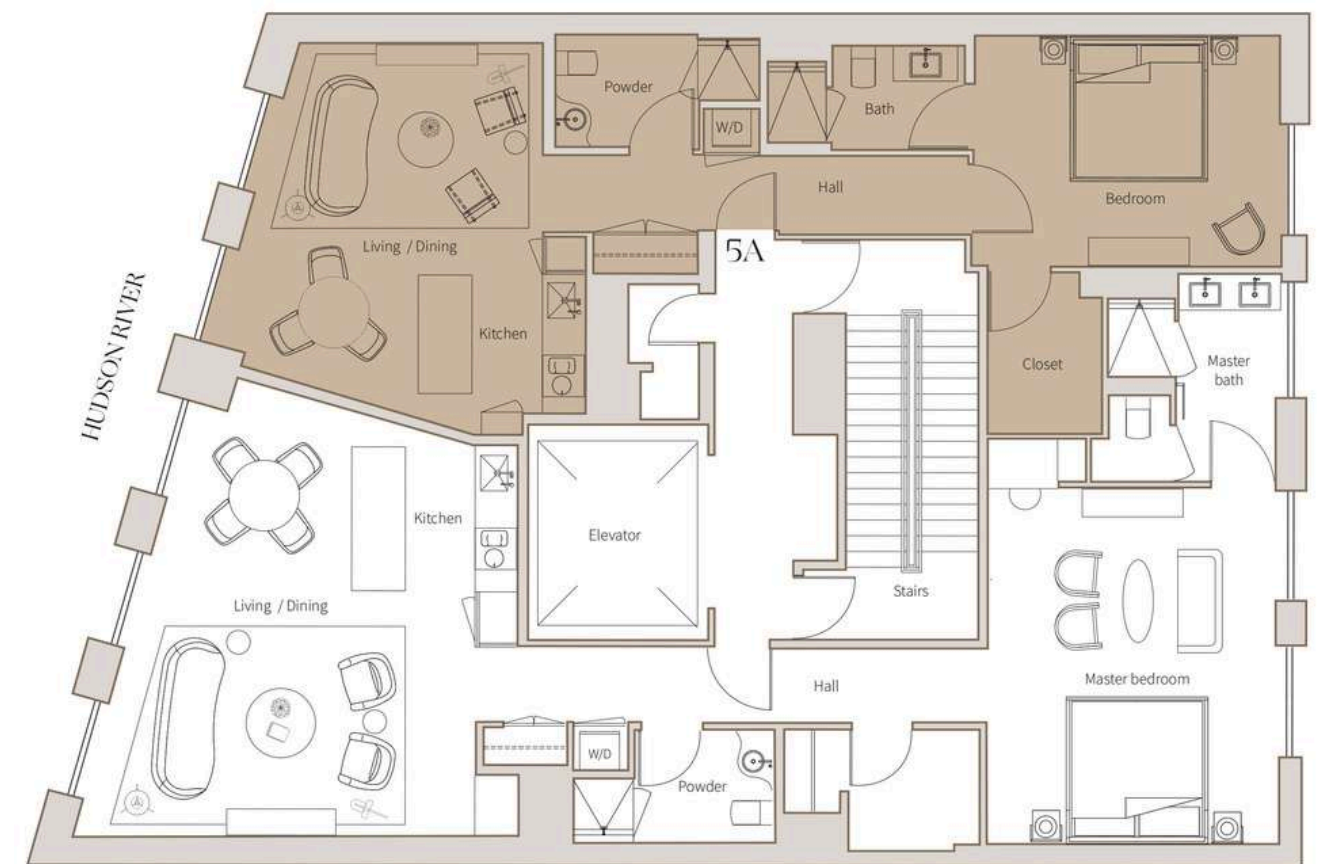 Powder
W/D
Bath
Hall
Bedroom
Living / Dining
5A
HUDSON RIVER
Kitchen
Closet
Master
bath
Kitchen
Elevator
Stairs
Living / Dining
Hall
Master bedroom
W/D
Powder